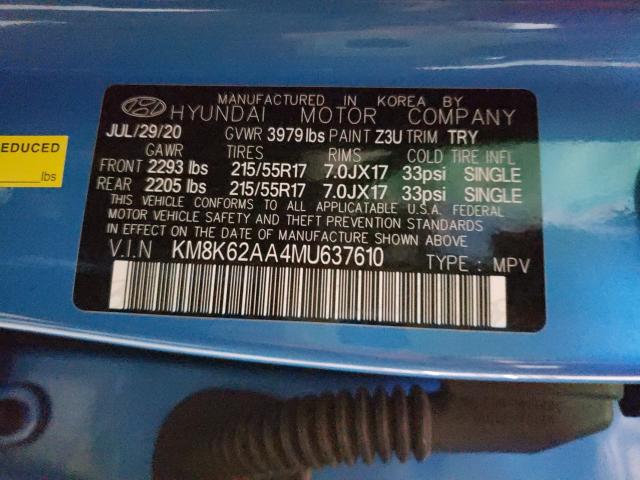 MANUFACTURED IN KOREA BY
HYUNDAI MOTOR COMPANY
JUL/29/20 GVWR 3979 lbs PAINT Z3U TRIM TRY
GAWR TIRES RIMS COLD TIRE INFL
FRONT 2293 lbs 215/55R17 7.0JX17 33psi SINGLE
REAR 2205 lbs 215/55R17 7.0JX17 33psi SINGLE
THIS VEHICLE CONFORMS TO ALL APPLICABLE U.S.A. FEDERAL
MOTOR VEHICLE SAFETY AND THEFT PREVENTION STANDARDS
IN EFFECT ON THE DATE OF MANUFACTURE SHOWN ABOVE.
V.I.N KM8K62AA4MU637610 TYPE : MPV
EDUCED
lbs